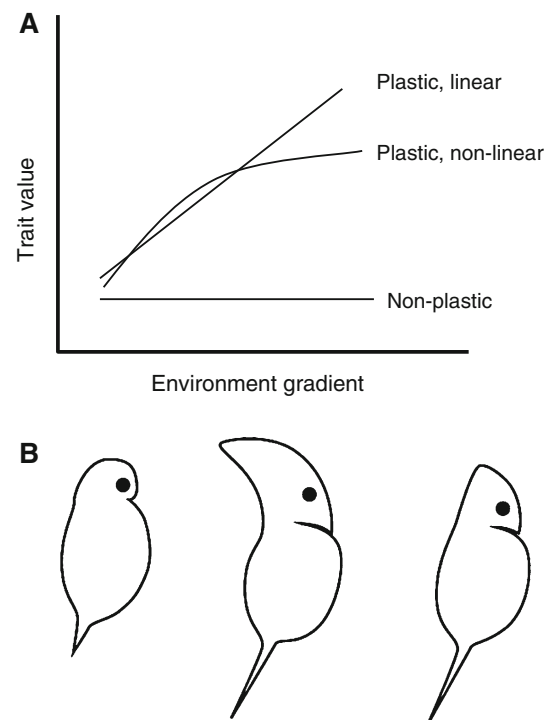 A
Plastic, linear
Plastic, non-linear
Trait value
Non-plastic
Environment gradient
B